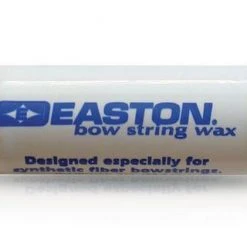 EASTON.
bow string wax
Designed especially for
synthetic fiber bowstrings.